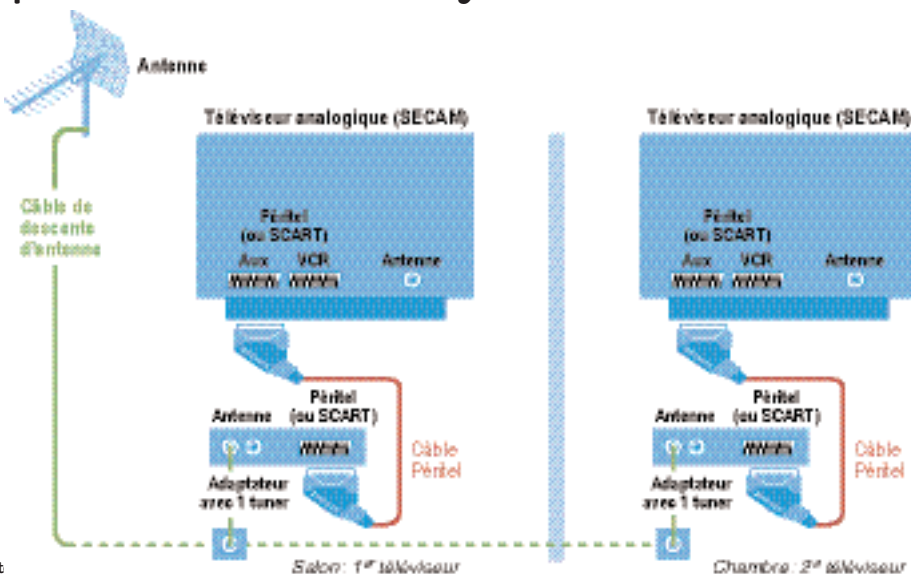 Antenne
Téléviseur analogique (SECAM)
Câble de
descente
d'antenne
Péritel
(ou SCART)
Aux VCR Antenne
Péritel
Antenne (ou SCART)
Câble
Péritel
Adaptateur
avec 1 tuner
Salon : 1er téléviseur
Téléviseur analogique (SECAM)
Péritel
(ou SCART)
Aux VCR Antenne
Péritel
Antenne (ou SCART)
Câble
Péritel
Adaptateur
avec 1 tuner
Chambre : 2e téléviseur